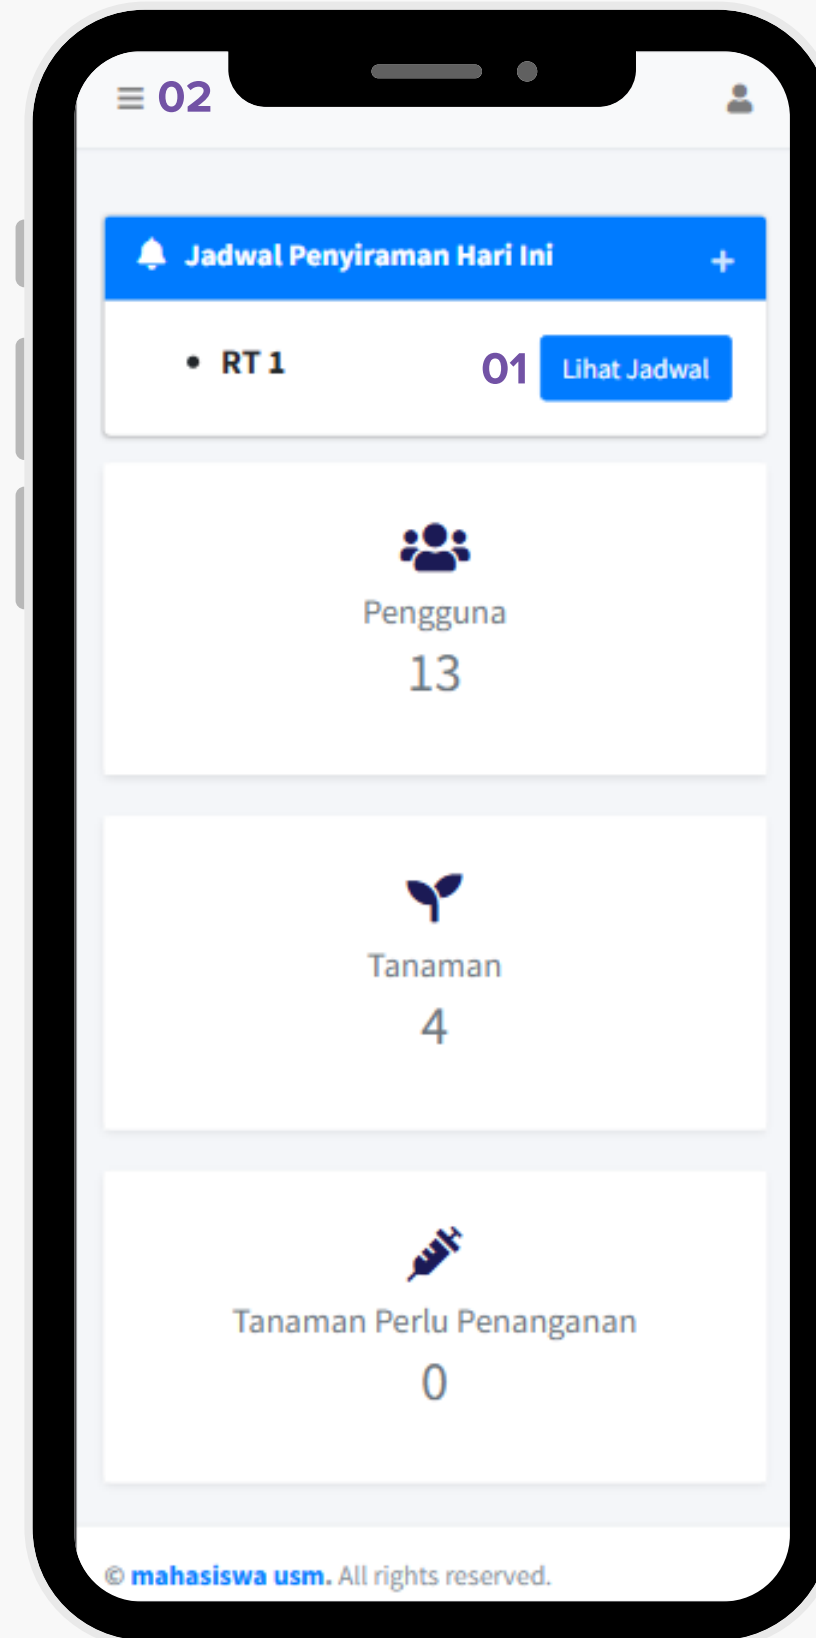 02
Jadwal Penyiraman Hari Ini +
RT 1
01 Lihat Jadwal
Pengguna
13
Tanaman
4
Tanaman Perlu Penanganan
0
© mahasiswa usm. All rights reserved.